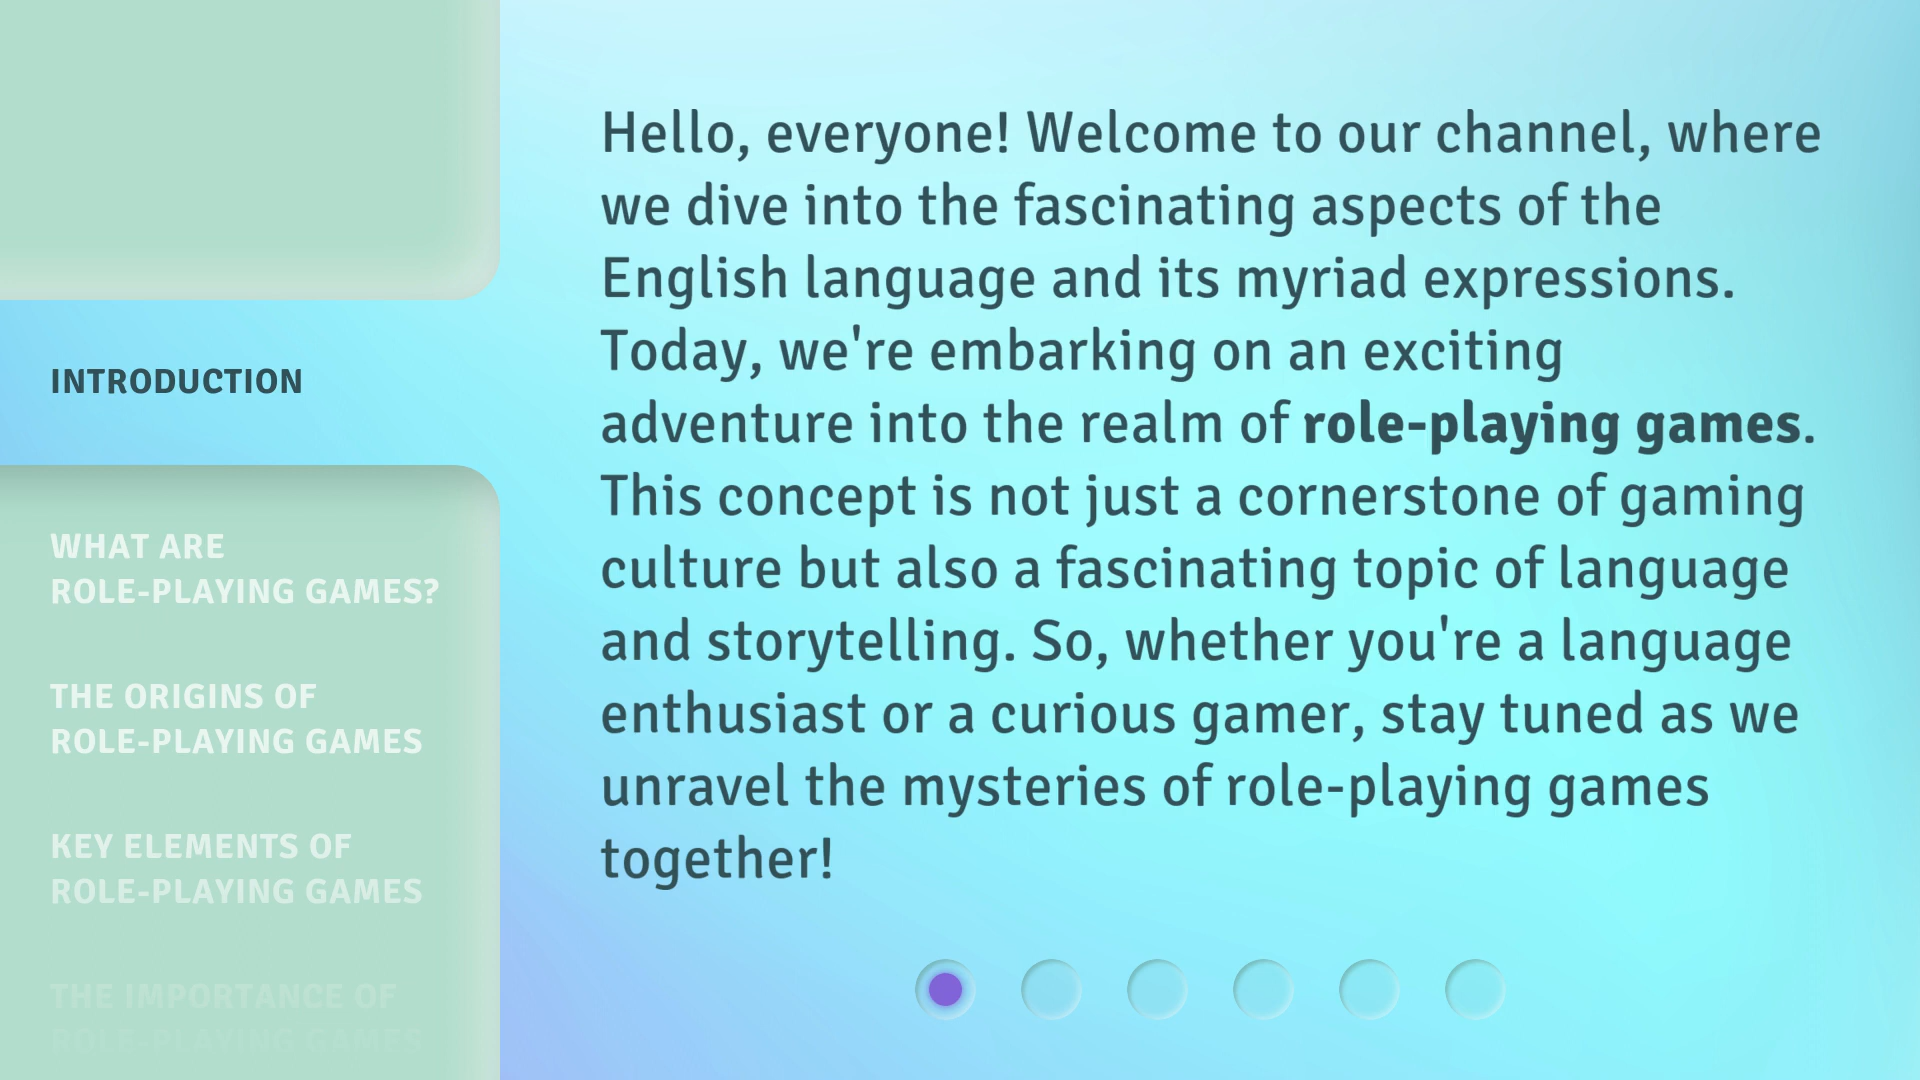 INTRODUCTION
WHAT ARE
ROLE-PLAYING GAMES?
THE ORIGINS OF
ROLE-PLAYING GAMES
KEY ELEMENTS OF
ROLE-PLAYING GAMES
THE IMPORTANCE OF
ROLE-PLAYING GAMES
Hello, everyone! Welcome to our channel, where
we dive into the fascinating aspects of the
English language and its myriad expressions.
Today, we're embarking on an exciting
adventure into the realm of role-playing games.
This concept is not just a cornerstone of gaming
culture but also a fascinating topic of language
and storytelling. So, whether you're a language
enthusiast or a curious gamer, stay tuned as we
unravel the mysteries of role-playing games
together!